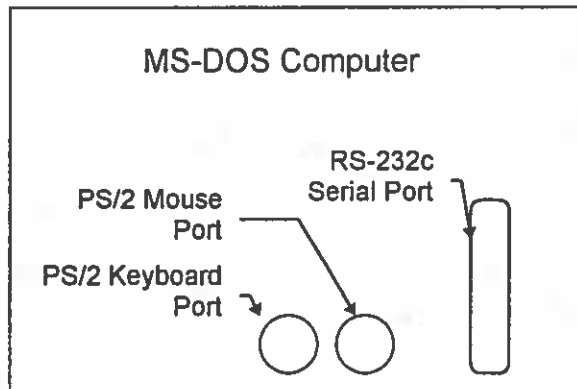 MS-DOS Computer
RS-232c
Serial Port
PS/2 Mouse
Port
PS/2 Keyboard
Port